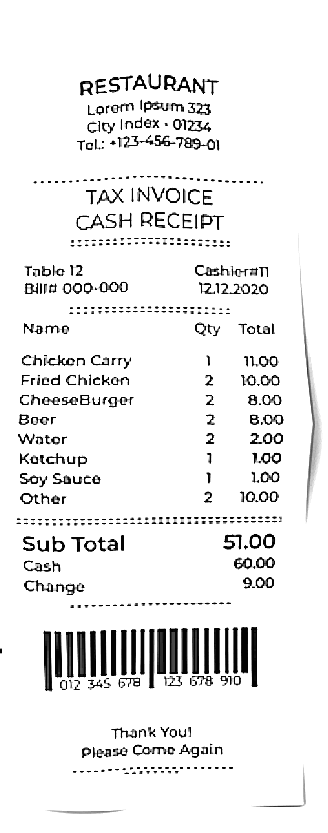 RESTAURANT
Lorem Ipsum 323
City Index - 01234
Tel.: +123-456-789-01
TAX INVOICE
CASH RECEIPT
Table 12 Cashier#11
Bill# 000-000 12.12.2020
Name Qty Total
Chicken Carry 1 11.00
Fried Chicken 2 10.00
CheeseBurger 2 8.00
Beer 2 8.00
Water 2 2.00
Ketchup 1 1.00
Soy Sauce 1 1.00
Other 2 10.00
Sub Total 51.00
Cash 60.00
Change 9.00
012 345 678 123 678 910
Thank You!
Please Come Again